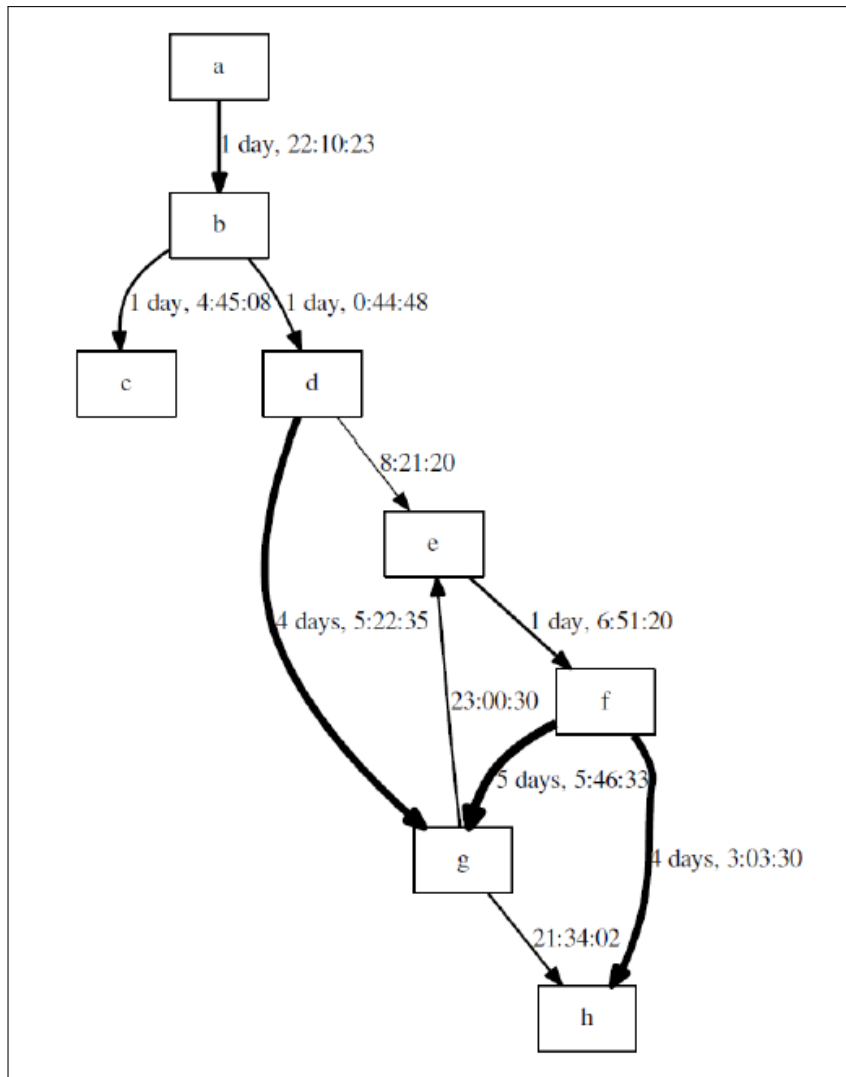 a
1 day, 22:10:23
b
1 day, 4:45:08
1 day, 0:44:48
c
d
8:21:20
e
4 days, 5:22:35
1 day, 6:51:20
23:00:30
f
5 days, 5:46:33
g
4 days, 3:03:30
21:34:02
h